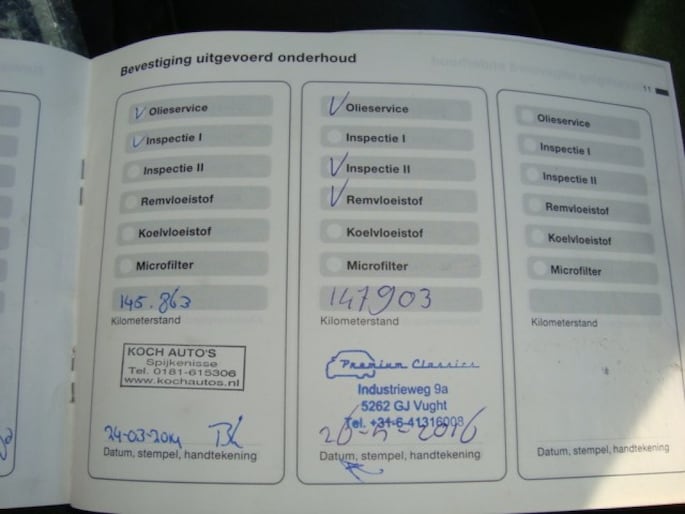 Bevestiging uitgevoerd onderhoud
11
Olieservice
Inspectie I
Inspectie II
Remvloeistof
Koelvloeistof
Microfilter
145.863
Kilometerstand
KOCH AUTO'S
Spijkenisse
Tel. 0181-615306
www.kochautos.nl
24-03-2014
Datum, stempel, handtekening
Olieservice
Inspectie I
Inspectie II
Remvloeistof
Koelvloeistof
Microfilter
147903
Kilometerstand
Premium Classics
Industrieweg 9a
5262 GJ Vught
Tel. +31-6-41316008
Datum, stempel, handtekening
Olieservice
Inspectie I
Inspectie II
Remvloeistof
Koelvloeistof
Microfilter
Kilometerstand
Datum, stempel, handtekening